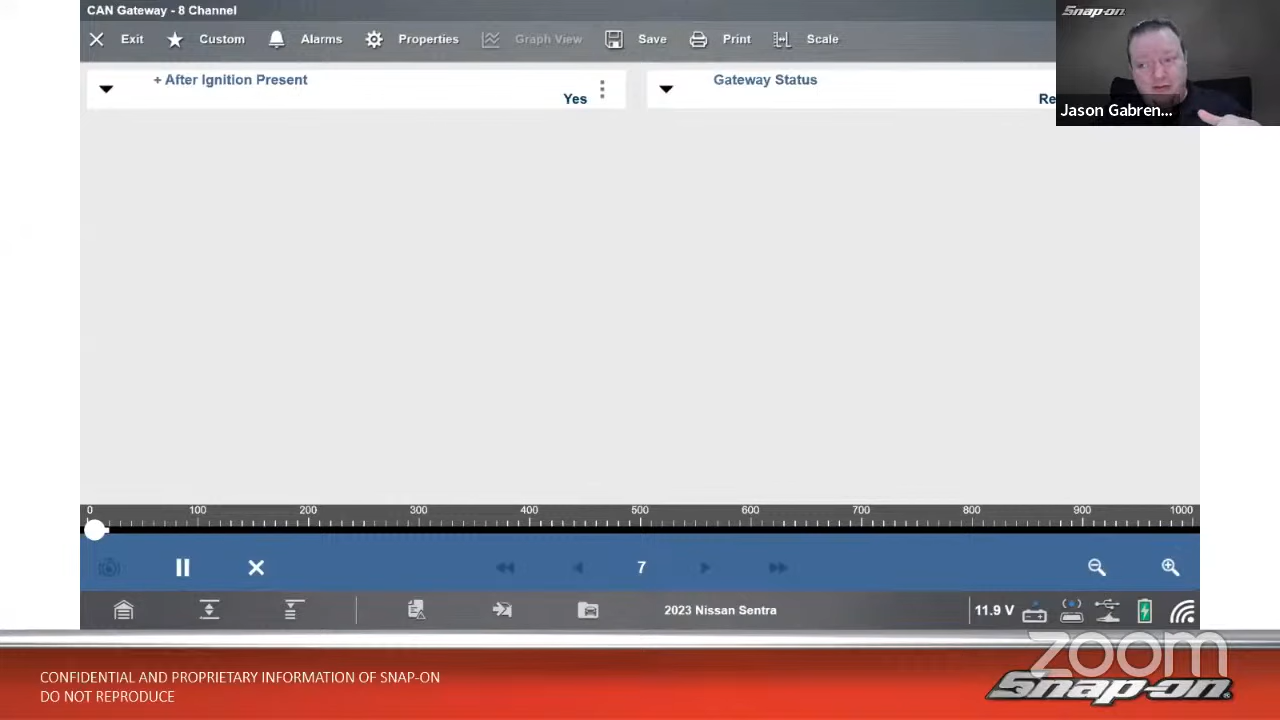 CAN Gateway - 8 Channel
Exit Custom Alarms Properties Graph View Save Print Scale
Snap-on
Jason Gabren...
+ After Ignition Present
Yes
Gateway Status
Re
0 100 200 300 400 500 600 700 800 900 1000
7
2023 Nissan Sentra
11.9 V
zoom
CONFIDENTIAL AND PROPRIETARY INFORMATION OF SNAP-ON
DO NOT REPRODUCE
Snap-on